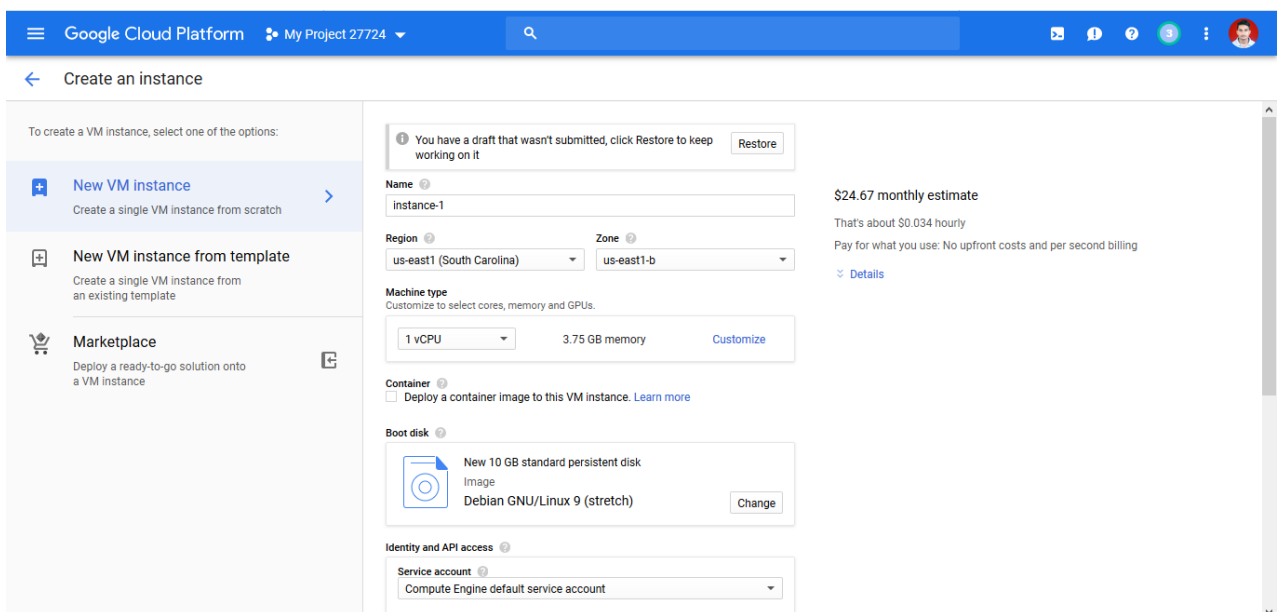 Google Cloud Platform My Project 27724
3
Create an instance
To create a VM instance, select one of the options:
New VM instance
Create a single VM instance from scratch
New VM instance from template
Create a single VM instance from
an existing template
Marketplace
Deploy a ready-to-go solution onto
a VM instance
You have a draft that wasn't submitted, click Restore to keep
working on it
Restore
Name
instance-1
Region Zone
us-east1 (South Carolina) us-east1-b
Machine type
Customize to select cores, memory and GPUs.
1 vCPU 3.75 GB memory Customize
Container
Deploy a container image to this VM instance. Learn more
Boot disk
New 10 GB standard persistent disk
Image
Debian GNU/Linux 9 (stretch)
Change
Identity and API access
Service account
Compute Engine default service account
$24.67 monthly estimate
That's about $0.034 hourly
Pay for what you use: No upfront costs and per second billing
Details